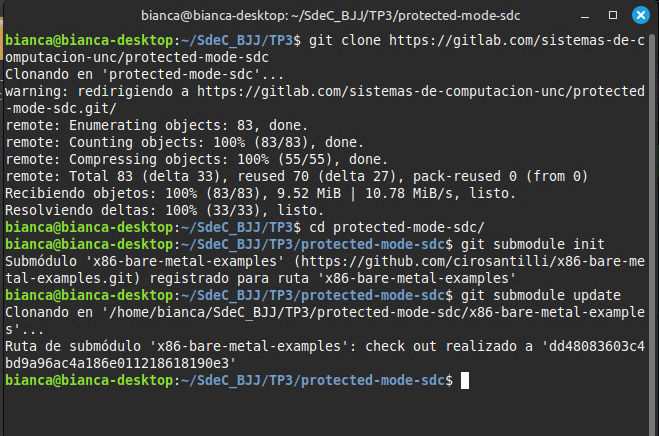 bianca@bianca-desktop: ~/SdeC_BJJ/TP3/protected-mode-sdc
bianca@bianca-desktop:~/SdeC_BJJ/TP3$ git clone https://gitlab.com/sistemas-de-c
omputacion-unc/protected-mode-sdc
Clonando en 'protected-mode-sdc'...
warning: redirigiendo a https://gitlab.com/sistemas-de-computacion-unc/protected
-mode-sdc.git/
remote: Enumerating objects: 83, done.
remote: Counting objects: 100% (83/83), done.
remote: Compressing objects: 100% (55/55), done.
remote: Total 83 (delta 33), reused 70 (delta 27), pack-reused 0 (from 0)
Recibiendo objetos: 100% (83/83), 9.52 MiB | 10.78 MiB/s, listo.
Resolviendo deltas: 100% (33/33), listo.
bianca@bianca-desktop:~/SdeC_BJJ/TP3$ cd protected-mode-sdc/
bianca@bianca-desktop:~/SdeC_BJJ/TP3/protected-mode-sdc$ git submodule init
Submódulo 'x86-bare-metal-examples' (https://github.com/cirosantilli/x86-bare-me
tal-examples.git) registrado para ruta 'x86-bare-metal-examples'
bianca@bianca-desktop:~/SdeC_BJJ/TP3/protected-mode-sdc$ git submodule update
Clonando en '/home/bianca/SdeC_BJJ/TP3/protected-mode-sdc/x86-bare-metal-example
s'...
Ruta de submódulo 'x86-bare-metal-examples': check out realizado a 'dd48083603c4
bd9a96ac4a186e011218618190e3'
bianca@bianca-desktop:~/SdeC_BJJ/TP3/protected-mode-sdc$